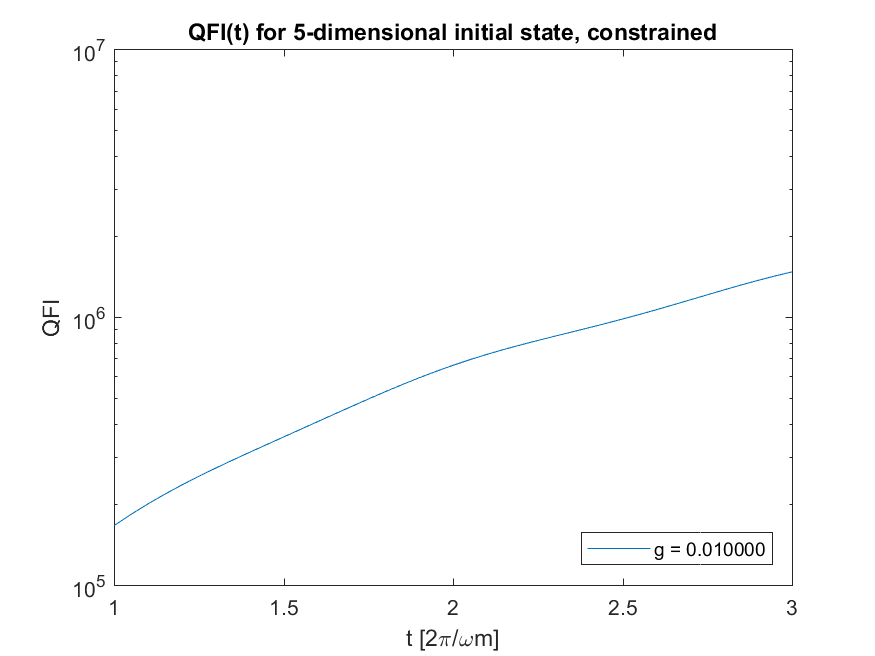 QFI(t) for 5-dimensional initial state, constrained
10^7
10^6
10^5
QFI
g = 0.010000
1 1.5 2 2.5 3
t [2π/ωm]